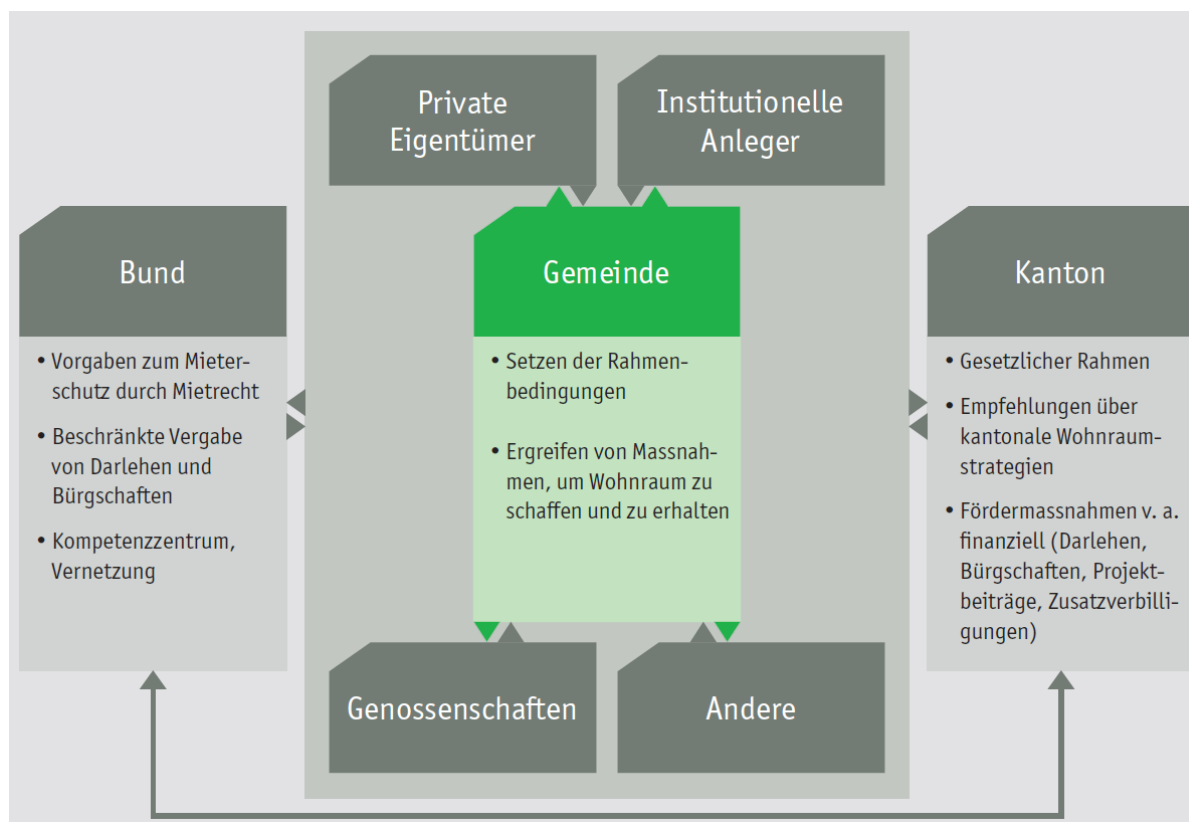 Private
Eigentümer
Institutionelle
Anleger
Bund
• Vorgaben zum Mieter-
schutz durch Mietrecht
• Beschränkte Vergabe
von Darlehen und
Bürgschaften
• Kompetenzzentrum,
Vernetzung
Gemeinde
• Setzen der Rahmen-
bedingungen
• Ergreifen von Massnah-
men, um Wohnraum zu
schaffen und zu erhalten
Kanton
• Gesetzlicher Rahmen
• Empfehlungen über
kantonale Wohnraum-
strategien
• Fördermassnahmen v. a.
finanziell (Darlehen,
Bürgschaften, Projekt-
beiträge, Zusatzverbilli-
gungen)
Genossenschaften
Andere